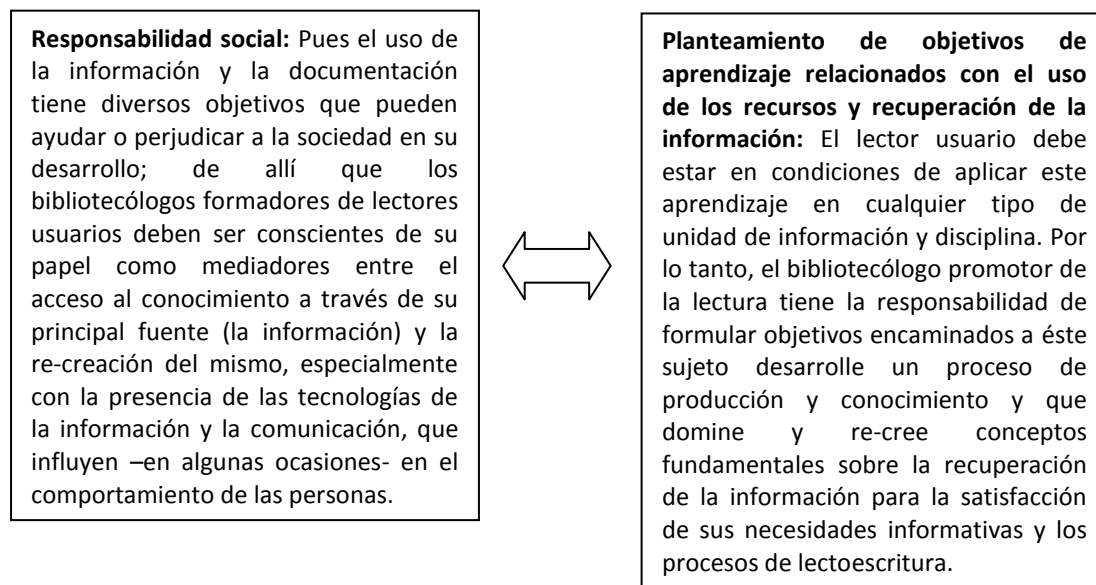 Responsabilidad social: Pues el uso de
la información y la documentación
tiene diversos objetivos que pueden
ayudar o perjudicar a la sociedad en su
desarrollo; de allí que los
bibliotecólogos formadores de lectores
usuarios deben ser conscientes de su
papel como mediadores entre el
acceso al conocimiento a través de su
principal fuente (la información) y la
re-creación del mismo, especialmente
con la presencia de las tecnologías de
la información y la comunicación, que
influyen –en algunas ocasiones- en el
comportamiento de las personas.
Planteamiento de objetivos de
aprendizaje relacionados con el uso
de los recursos y recuperación de la
información: El lector usuario debe
estar en condiciones de aplicar este
aprendizaje en cualquier tipo de
unidad de información y disciplina. Por
lo tanto, el bibliotecólogo promotor de
la lectura tiene la responsabilidad de
formular objetivos encaminados a éste
sujeto desarrolle un proceso de
producción y conocimiento y que
domine y re-cree conceptos
fundamentales sobre la recuperación
de la información para la satisfacción
de sus necesidades informativas y los
procesos de lectoescritura.